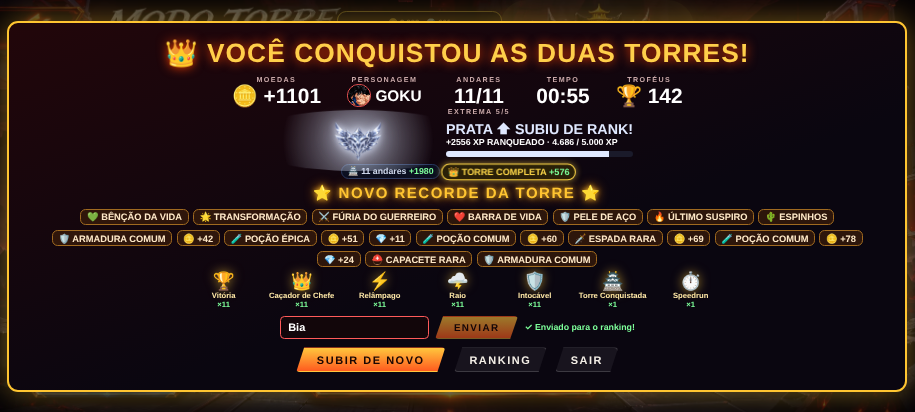 MODO TORRE
VOCÊ CONQUISTOU AS DUAS TORRES!
MOEDAS PERSONAGEM ANDARES TEMPO TROFÉUS
+1101 GOKU 11/11 00:55 142
EXTREMA 5/5
PRATA ⬆ SUBIU DE RANK!
+2556 XP RANQUEADO · 4.686 / 5.000 XP
11 andares +1980 TORRE COMPLETA +576
NOVO RECORDE DA TORRE
BÊNÇÃO DA VIDA TRANSFORMAÇÃO FÚRIA DO GUERREIRO BARRA DE VIDA PELE DE AÇO ÚLTIMO SUSPIRO ESPINHOS
ARMADURA COMUM +42 POÇÃO ÉPICA +51 +11 POÇÃO COMUM +60 ESPADA RARA +69 POÇÃO COMUM +78
+24 CAPACETE RARA ARMADURA COMUM
Vitória Caçador de Chefe Relâmpago Raio Intocável Torre Conquistada Speedrun
×11 ×11 ×11 ×11 ×11 ×1 ×1
Bia ENVIAR ✓ Enviado para o ranking!
SUBIR DE NOVO RANKING SAIR